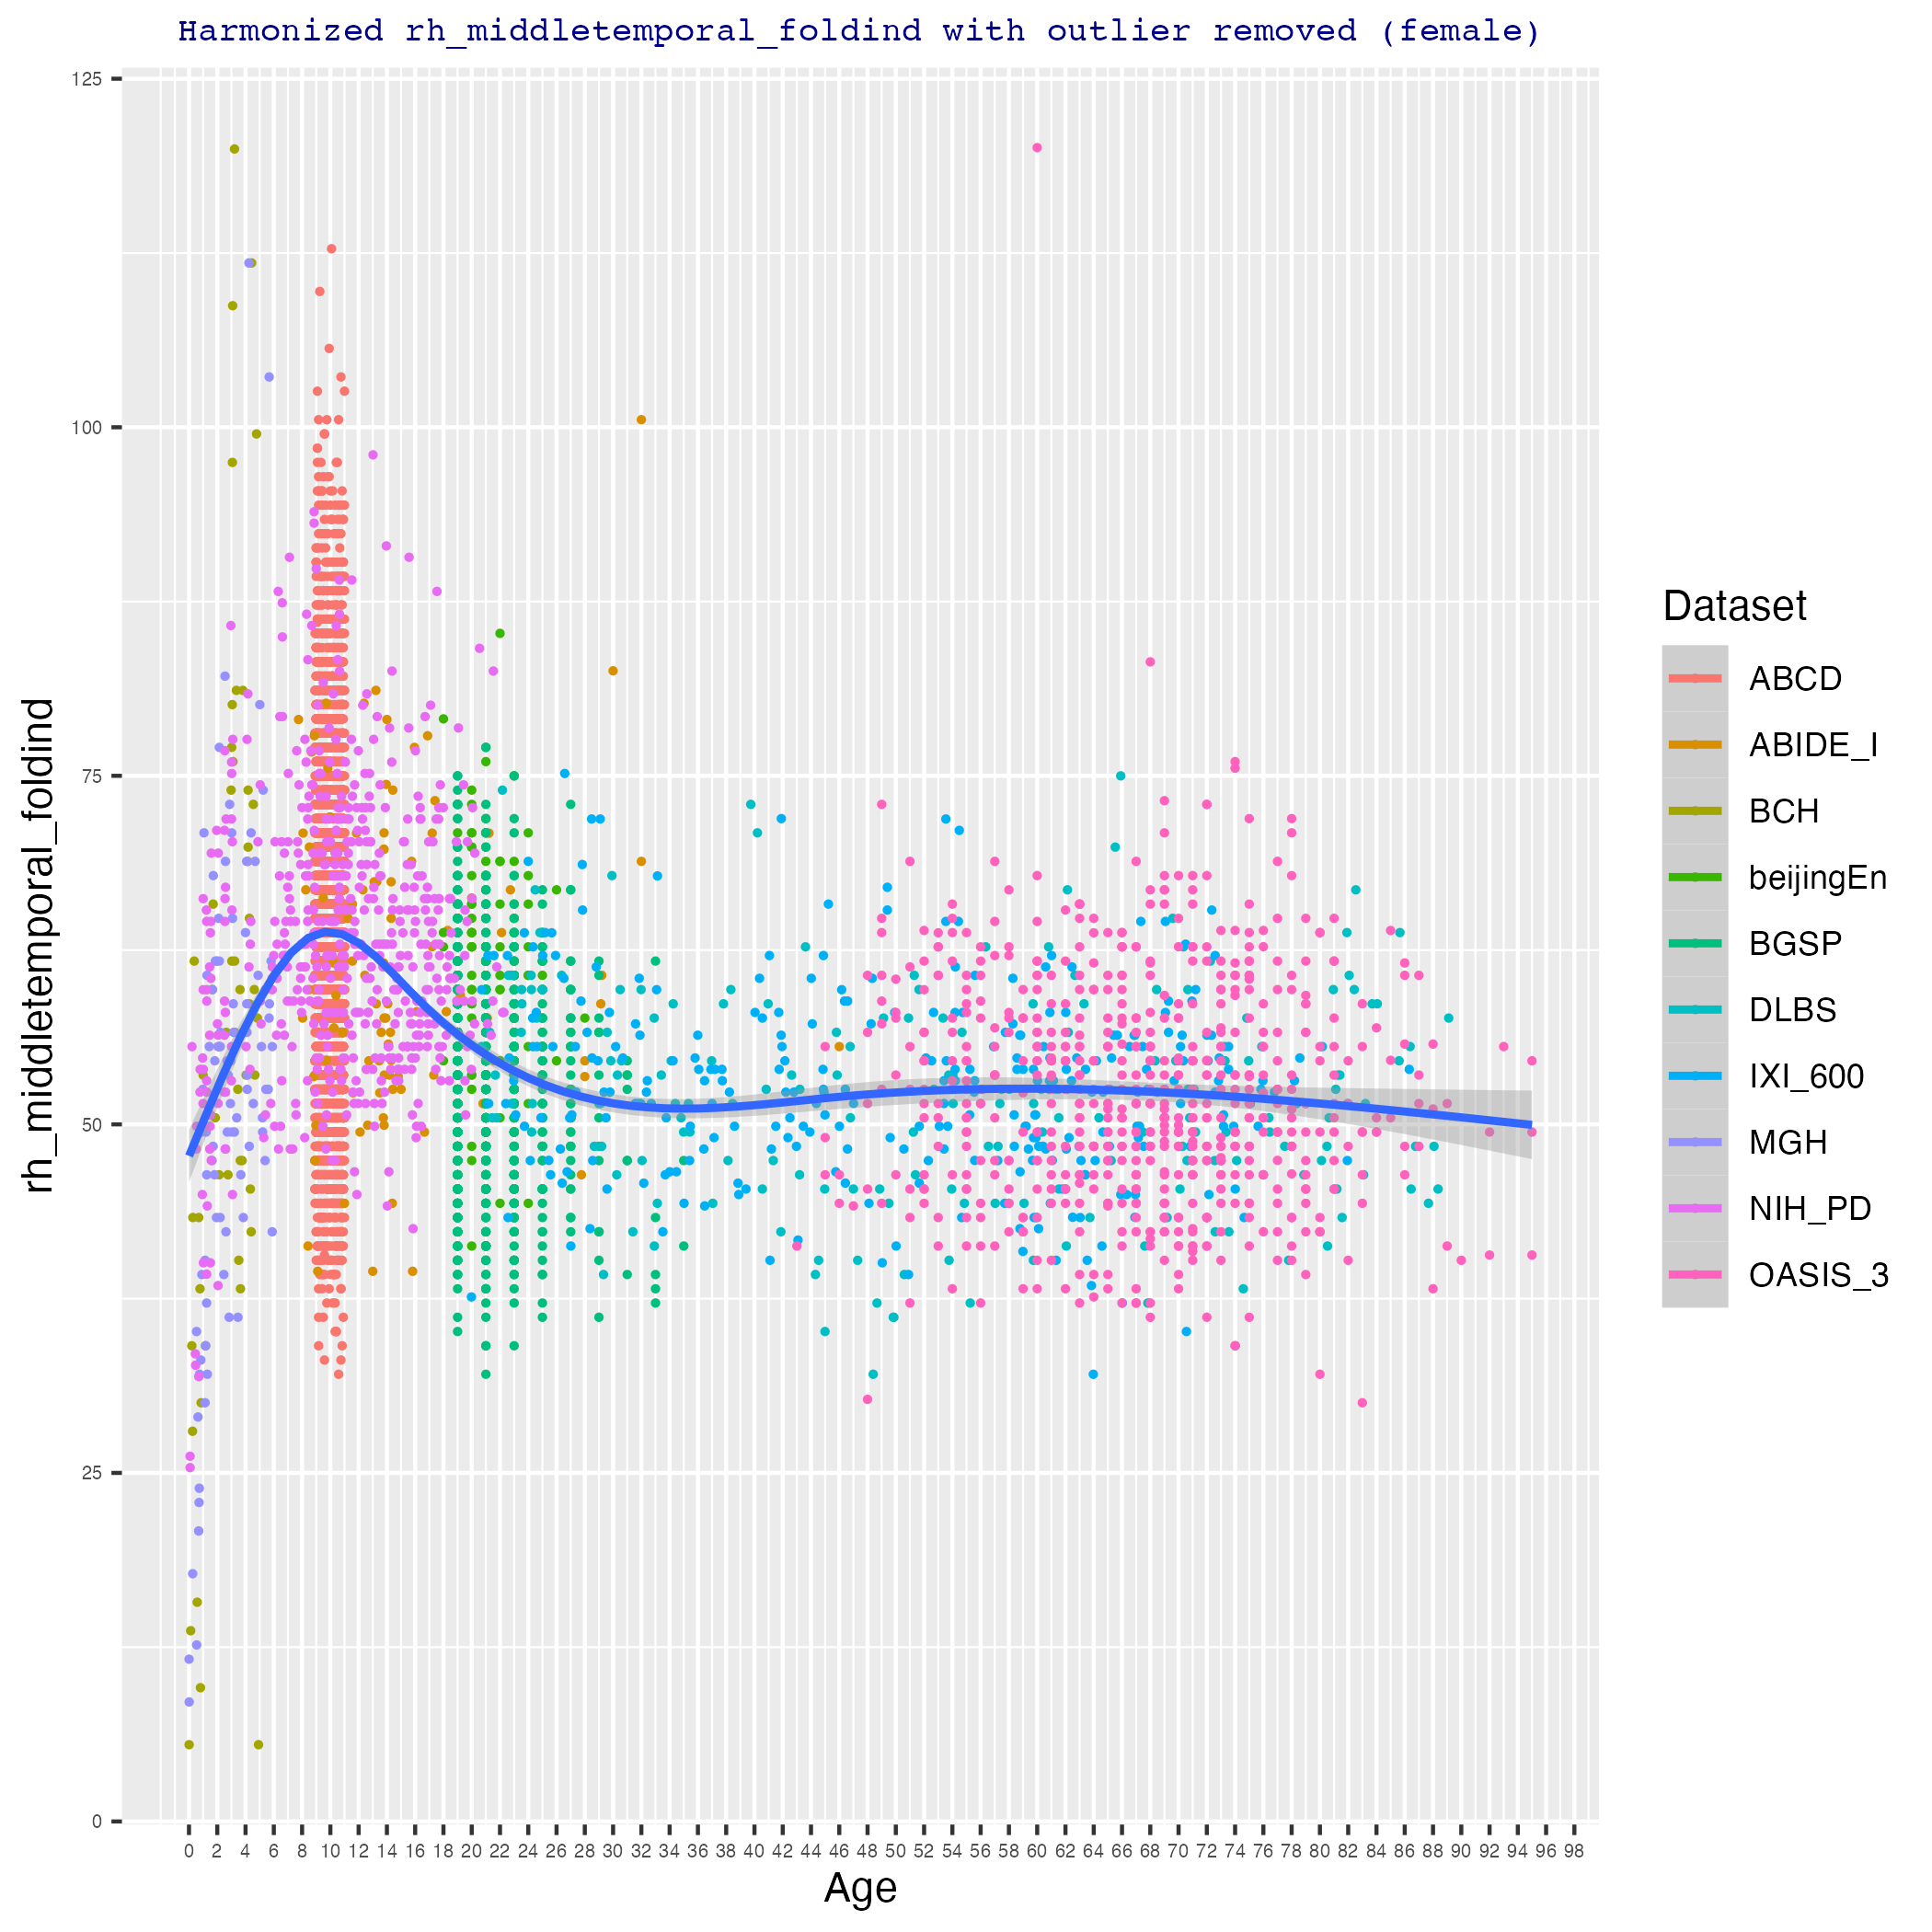 Harmonized rh_middletemporal_foldind with outlier removed (female)
125
100
75
50
25
0
rh_middletemporal_foldind
0 2 4 6 8 10 12 14 16 18 20 22 24 26 28 30 32 34 36 38 40 42 44 46 48 50 52 54 56 58 60 62 64 66 68 70 72 74 76 78 80 82 84 86 88 90 92 94 96 98
Age
Dataset
ABCD
ABIDE_I
BCH
beijingEn
BGSP
DLBS
IXI_600
MGH
NIH_PD
OASIS_3